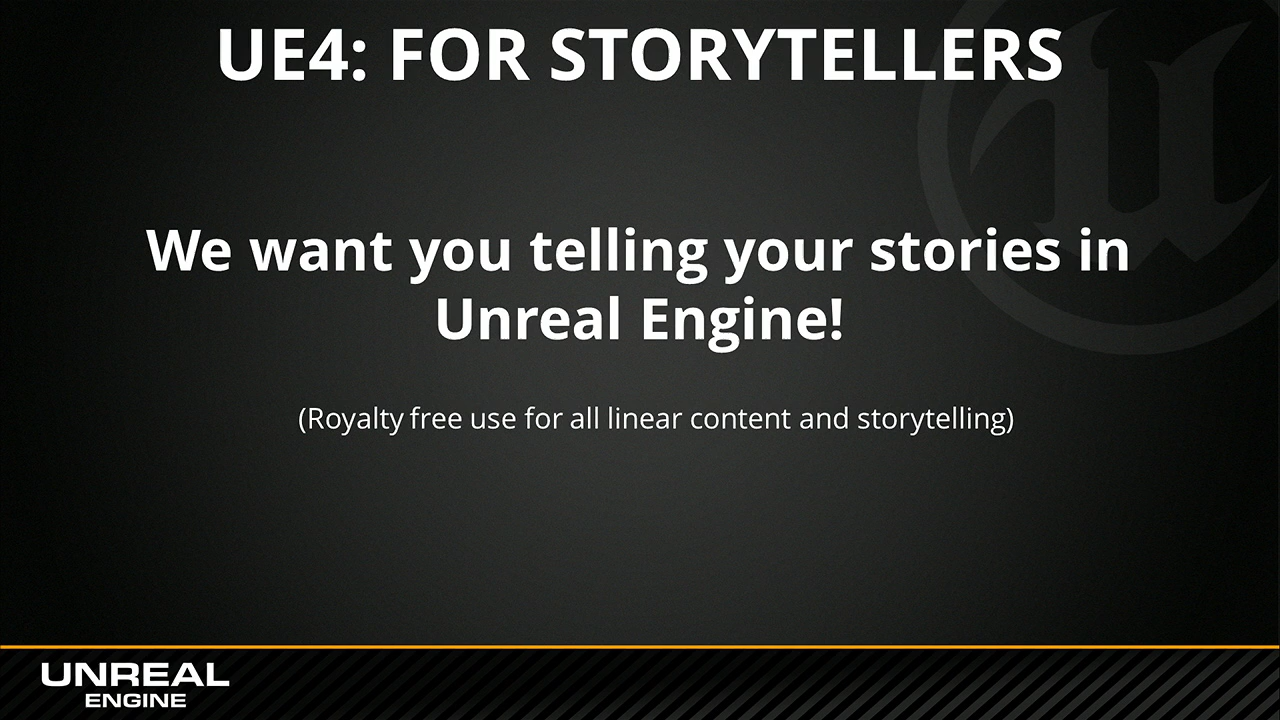 UE4: FOR STORYTELLERS
We want you telling your stories in
Unreal Engine!
(Royalty free use for all linear content and storytelling)
UNREAL
ENGINE